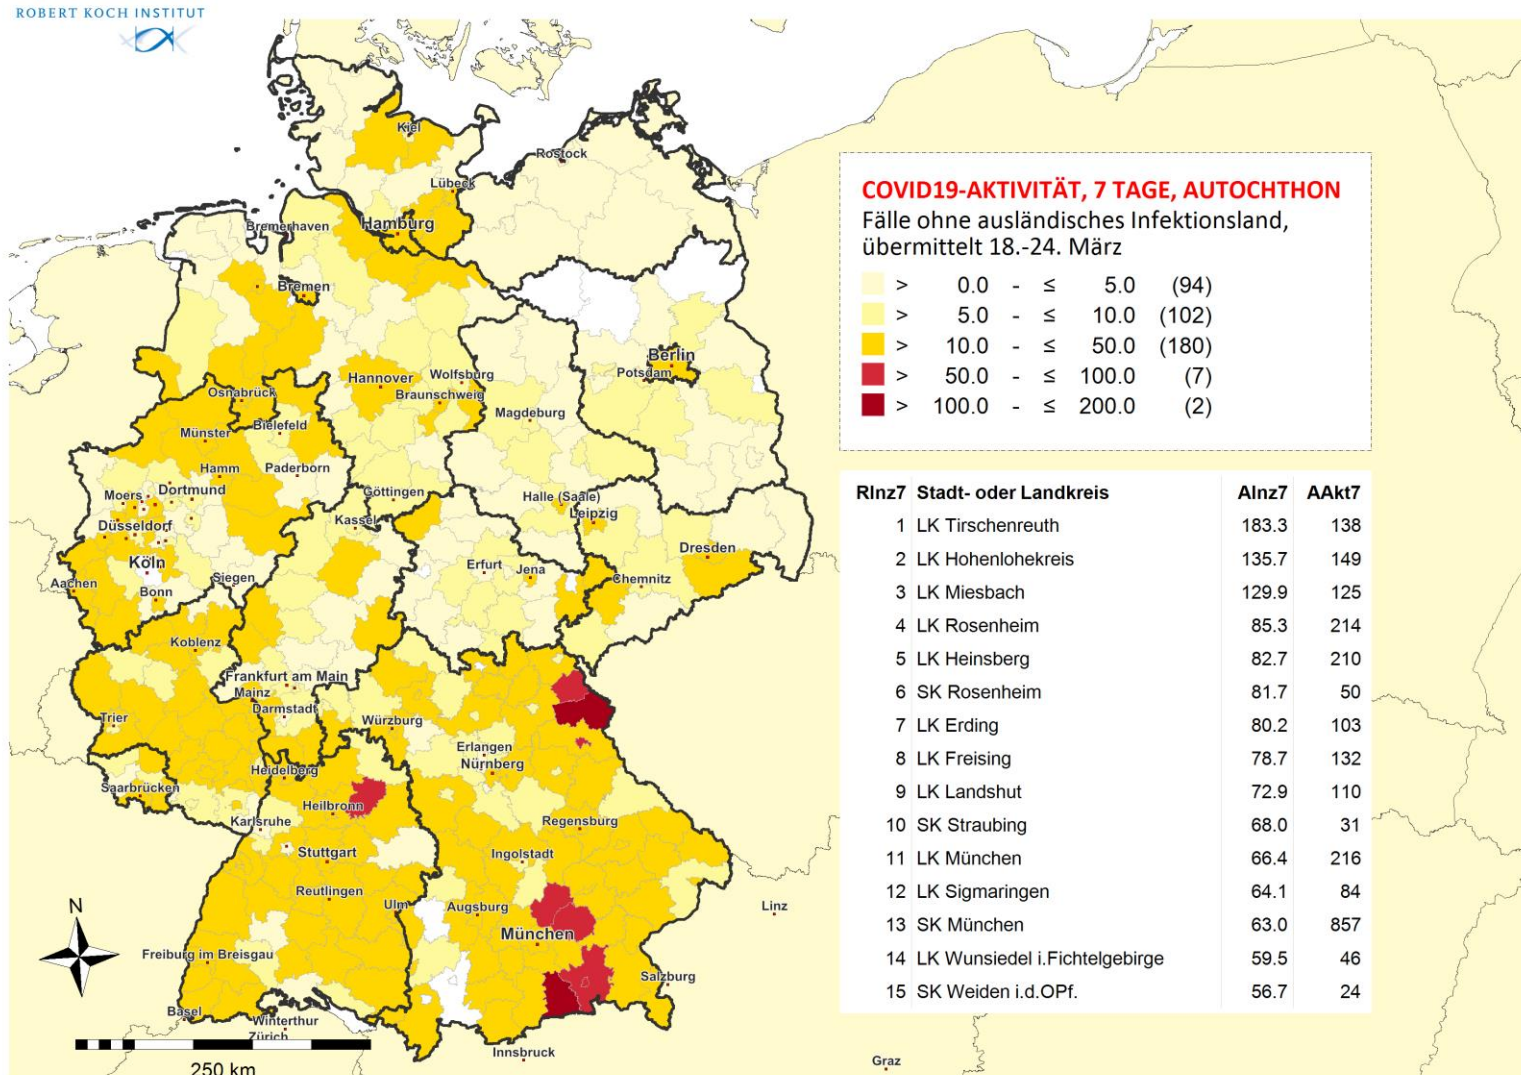 ROBERT KOCH INSTITUT
Kiel
Rostock
Lübeck
Hamburg
Bremerhaven
Bremen
Berlin
Potsdam
Wolfsburg
Hannover
Braunschweig
Osnabrück
Magdeburg
Münster
Bielefeld
Hamm
Paderborn
Moers
Dortmund
Göttingen
Halle (Saale)
Leipzig
Düsseldorf
Kassel
Dresden
Köln
Erfurt
Jena
Chemnitz
Aachen
Siegen
Bonn
Koblenz
Frankfurt am Main
Mainz
Darmstadt
Trier
Würzburg
Erlangen
Nürnberg
Heidelberg
Saarbrücken
Heilbronn
Karlsruhe
Regensburg
Stuttgart
Ingolstadt
Reutlingen
Ulm
Augsburg
Linz
München
Freiburg im Breisgau
Salzburg
Basel
Winterthur
Zürich
Innsbruck
Graz
N
250 km
COVID19-AKTIVITÄT, 7 TAGE, AUTOCHTHON
Fälle ohne ausländisches Infektionsland,
übermittelt 18.-24. März
> 0.0 - ≤ 5.0 (94)
> 5.0 - ≤ 10.0 (102)
> 10.0 - ≤ 50.0 (180)
> 50.0 - ≤ 100.0 (7)
> 100.0 - ≤ 200.0 (2)
RInz7 Stadt- oder Landkreis AInz7 AAkt7
1 LK Tirschenreuth 183.3 138
2 LK Hohenlohekreis 135.7 149
3 LK Miesbach 129.9 125
4 LK Rosenheim 85.3 214
5 LK Heinsberg 82.7 210
6 SK Rosenheim 81.7 50
7 LK Erding 80.2 103
8 LK Freising 78.7 132
9 LK Landshut 72.9 110
10 SK Straubing 68.0 31
11 LK München 66.4 216
12 LK Sigmaringen 64.1 84
13 SK München 63.0 857
14 LK Wunsiedel i.Fichtelgebirge 59.5 46
15 SK Weiden i.d.OPf. 56.7 24